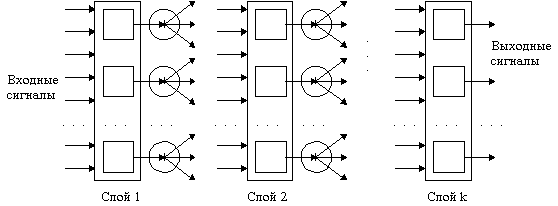 Входные
сигналы
Выходные
сигналы
Слой 1
Слой 2
Слой k